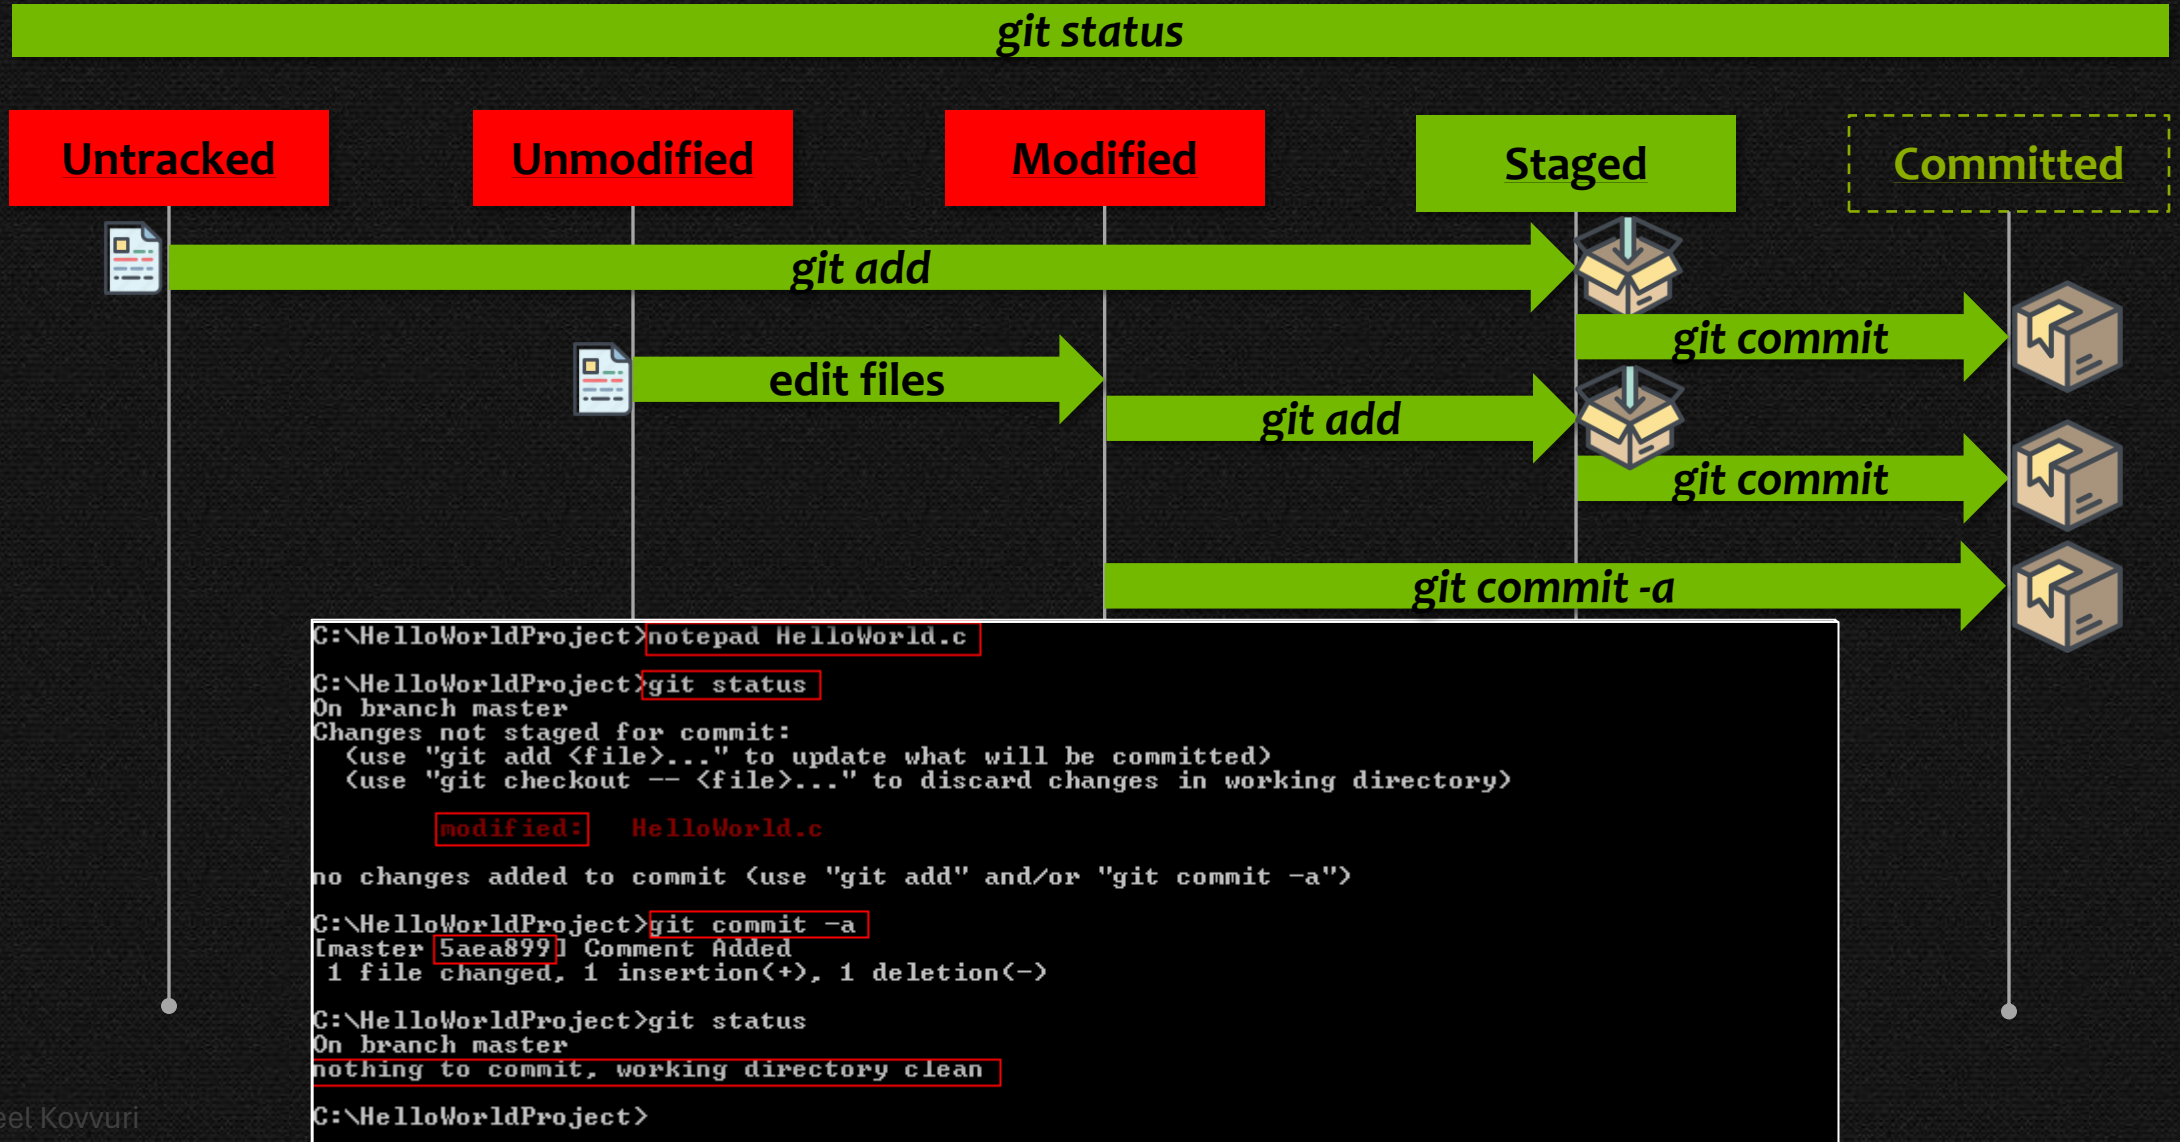 git status
Untracked
Unmodified
Modified
Staged
Committed
git add
git commit
edit files
git add
git commit
git commit -a
C:\HelloWorldProject>notepad HelloWorld.c
C:\HelloWorldProject>git status
On branch master
Changes not staged for commit:
  (use "git add <file>..." to update what will be committed)
  (use "git checkout -- <file>..." to discard changes in working directory)
        modified:   HelloWorld.c
no changes added to commit (use "git add" and/or "git commit -a")
C:\HelloWorldProject>git commit -a
[master 5aea899] Comment Added
 1 file changed, 1 insertion(+), 1 deletion(-)
C:\HelloWorldProject>git status
On branch master
nothing to commit, working directory clean
C:\HelloWorldProject>
Kovvuri